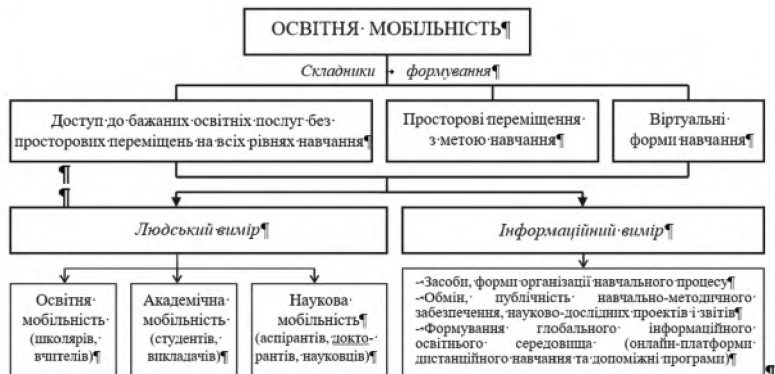 ОСВІТНЯ· МОБІЛЬНІСТЬ¶
Складники → формування¶
Доступ·до·бажаних·освітніх·послуг·без·
просторових·переміщень·на·всіх·рівнях·навчання¶
Просторові·переміщення·
з·метою·навчання¶
Віртуальні·
форми·навчання¶
¶
¶
Людський·вимір¶
Інформаційний·вимір¶
Освітня·
мобільність·
(школярів,·
вчителів)¶
Академічна·
мобільність·
(студентів,·
викладачів)¶
Наукова·
мобільність¶
(аспірантів,·докто-
рантів,·науковців)¶
-·Засоби,·форми·організації·навчального·процесу¶
-·Обмін,· публічність· навчально-методичного·
забезпечення,·науково-дослідних·проектів·і·звітів¶
-·Формування· глобального· інформаційного·
освітнього· середовища· (онлайн-платформи·
дистанційного·навчання·та·допоміжні·програми)¶
¶